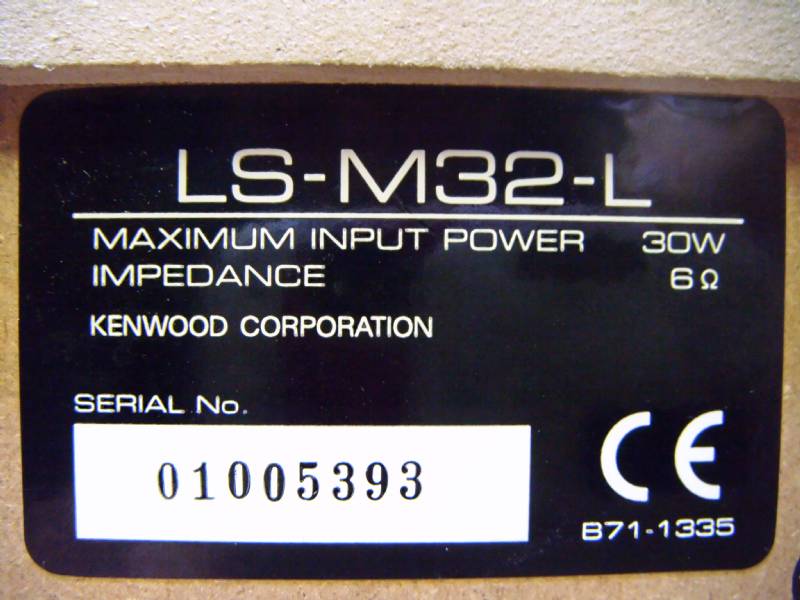 LS-M32-L
MAXIMUM INPUT POWER 30W
IMPEDANCE 6Ω
KENWOOD CORPORATION
SERIAL No.
01005393
CE
B71-1335